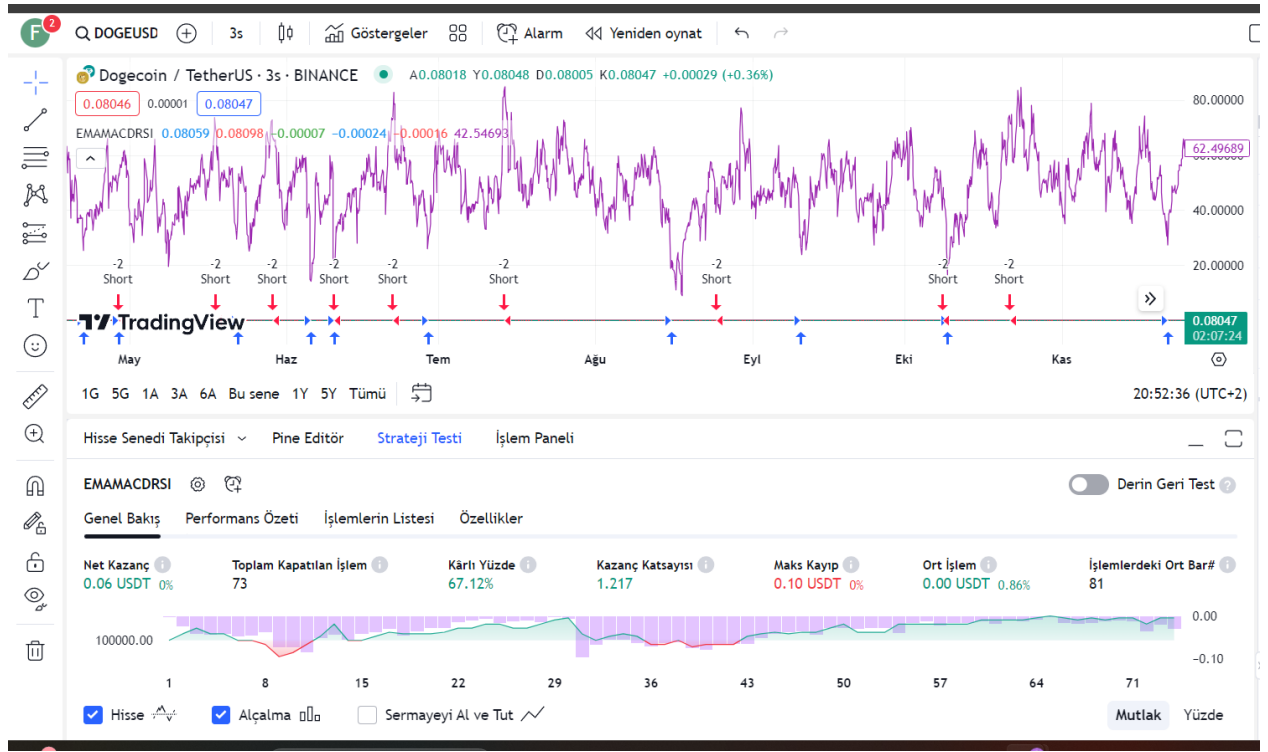 F 2 DOGEUSD 3s Göstergeler Alarm Yeniden oynat
Dogecoin / TetherUS · 3s · BINANCE A0.08018 Y0.08048 D0.08005 K0.08047 +0.00029 (+0.36%)
0.08046 0.00001 0.08047
EMAMACDRSI 0.08059 0.08098 -0.00007 -0.00024 -0.00016 42.54693
80.00000
62.49689
60.00000
40.00000
20.00000
-2 -2 -2 -2 -2 -2 -2 -2 -2
Short Short Short Short Short Short Short Short Short
TradingView
0.08047
02:07:24
May Haz Tem Ağu Eyl Eki Kas
1G 5G 1A 3A 6A Bu sene 1Y 5Y Tümü 20:52:36 (UTC+2)
Hisse Senedi Takipçisi Pine Editör Strateji Testi İşlem Paneli
EMAMACDRSI Derin Geri Test
Genel Bakış Performans Özeti İşlemlerin Listesi Özellikler
Net Kazanç Toplam Kapatılan İşlem Kârlı Yüzde Kazanç Katsayısı Maks Kayıp Ort İşlem İşlemlerdeki Ort Bar#
0.06 USDT 0% 73 67.12% 1.217 0.10 USDT 0% 0.00 USDT 0.86% 81
0.00
100000.00
-0.10
1 8 15 22 29 36 43 50 57 64 71
Hisse Alçalma Sermayeyi Al ve Tut Mutlak Yüzde